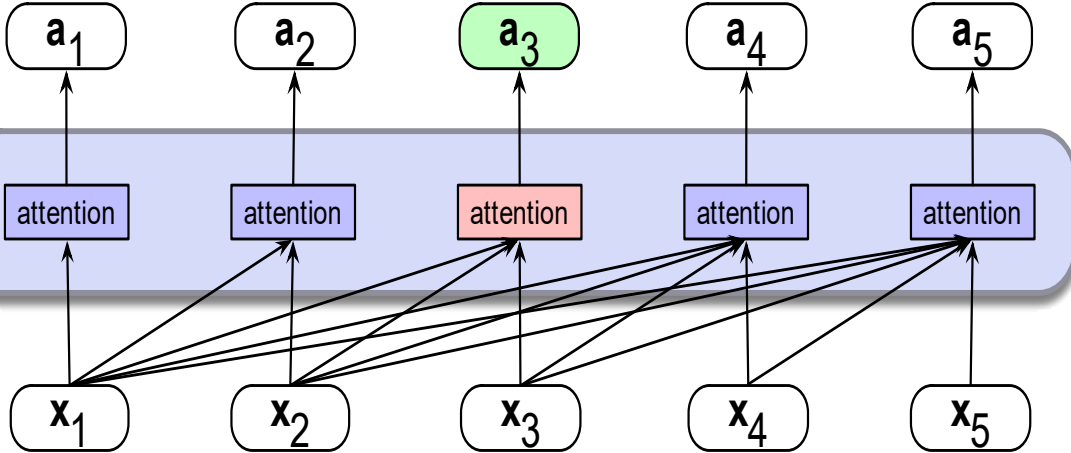 a1 a2 a3 a4 a5
attention attention attention attention attention
x1 x2 x3 x4 x5